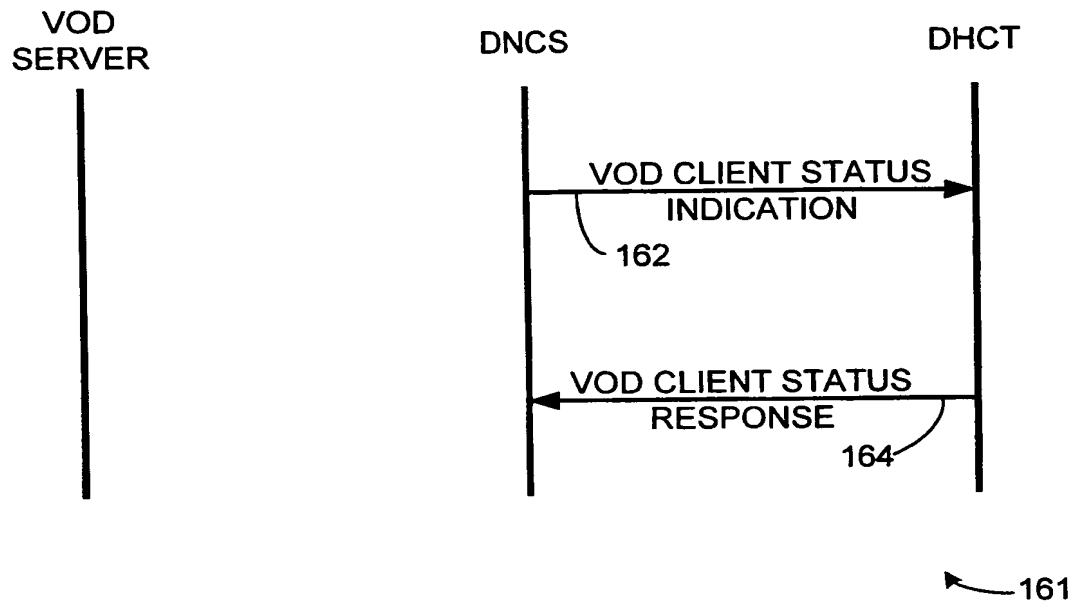 VOD
SERVER
DNCS
DHCT
VOD CLIENT STATUS
INDICATION
162
VOD CLIENT STATUS
RESPONSE
164
161